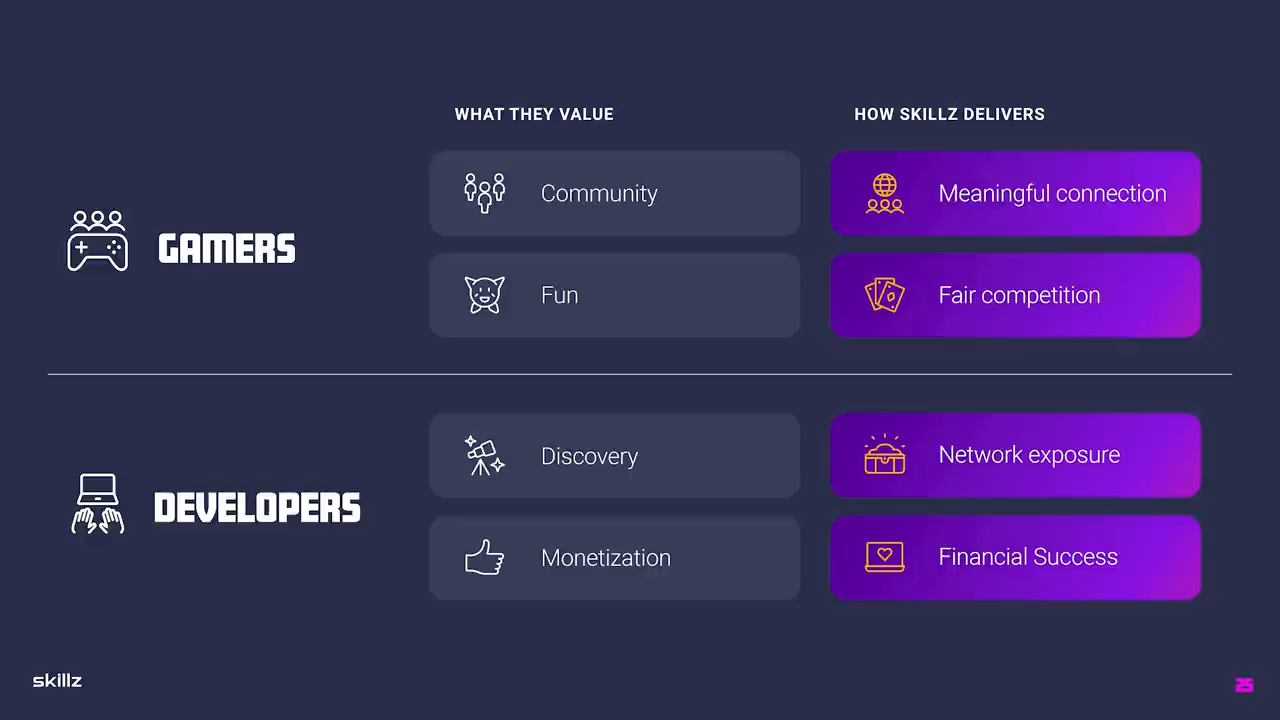 WHAT THEY VALUE
HOW SKILLZ DELIVERS
GAMERS
Community
Meaningful connection
Fun
Fair competition
DEVELOPERS
Discovery
Network exposure
Monetization
Financial Success
skillz
25